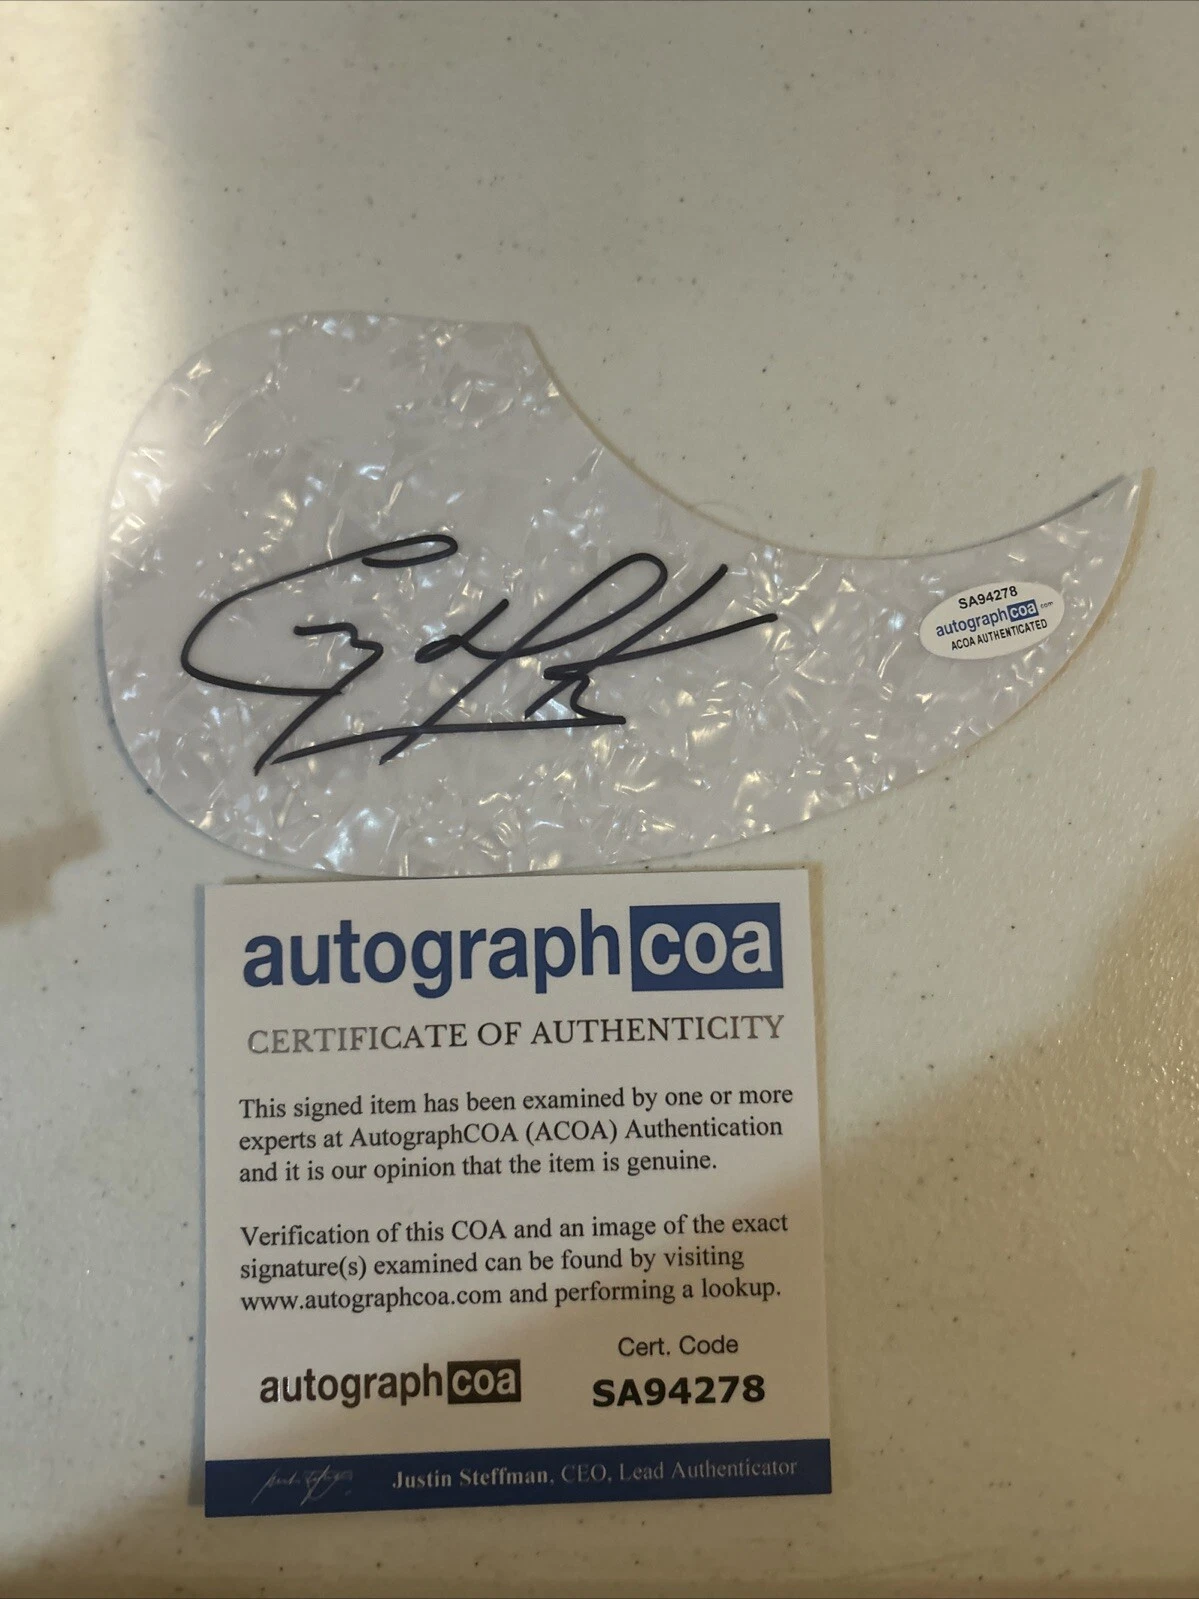 SA94278
autographcoa.com
ACOA AUTHENTICATED
autographcoa
CERTIFICATE OF AUTHENTICITY
This signed item has been examined by one or more
experts at AutographCOA (ACOA) Authentication
and it is our opinion that the item is genuine.
Verification of this COA and an image of the exact
signature(s) examined can be found by visiting
www.autographcoa.com and performing a lookup.
Cert. Code
autographcoa SA94278
Justin Steffman, CEO, Lead Authenticator